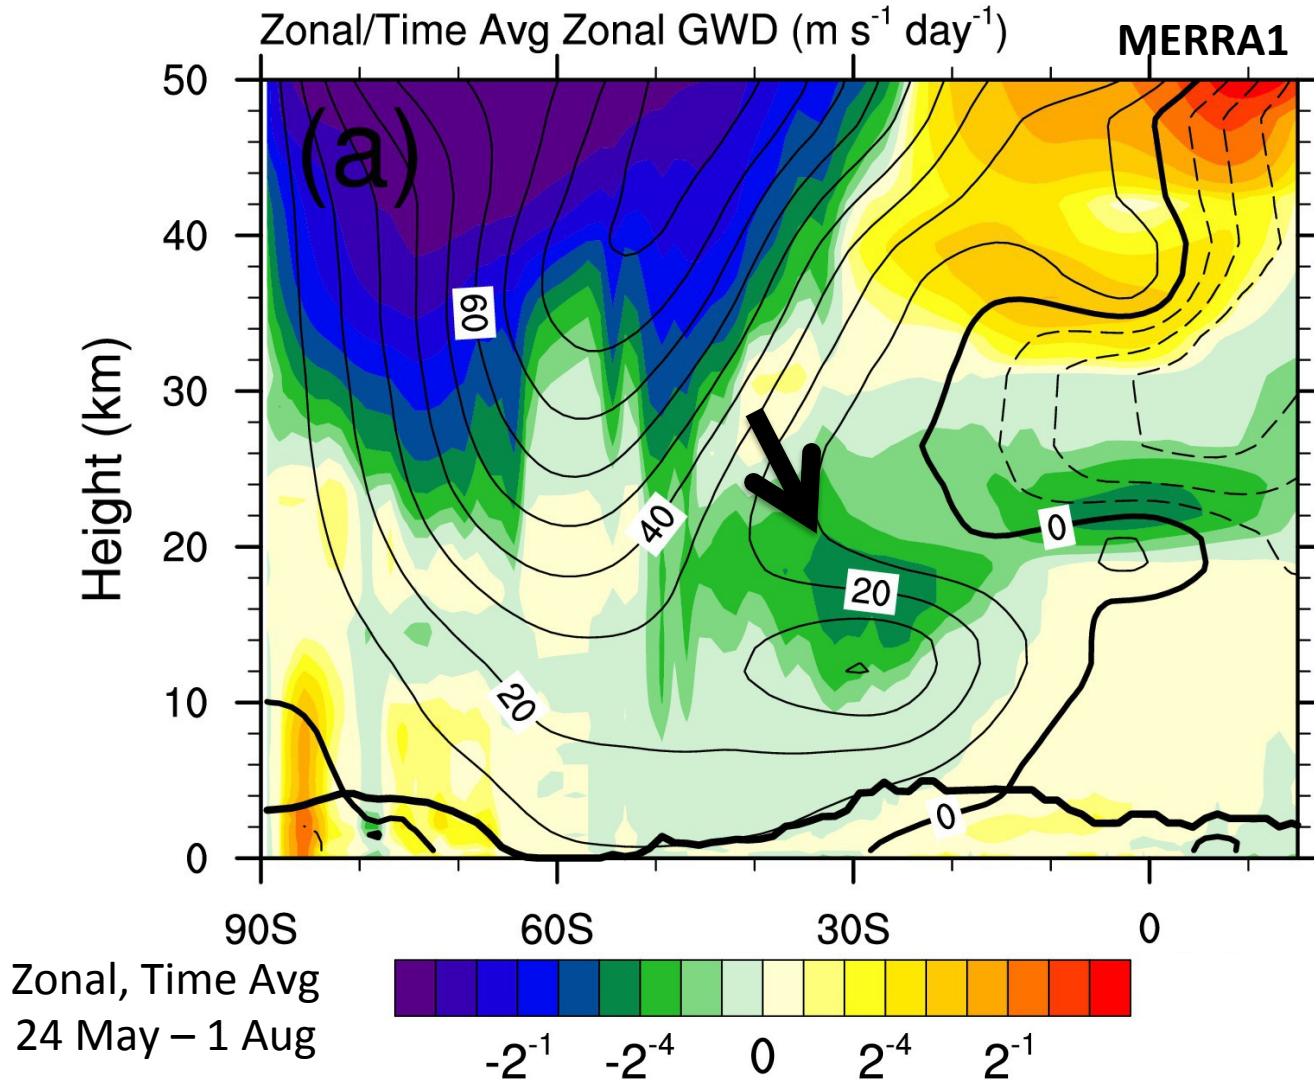 Zonal/Time Avg Zonal GWD (m s⁻¹ day⁻¹) MERRA1
50
(a)
40
60
30
Height (km)
40
20
0
20
20
10
0
0
90S 60S 30S 0
Zonal, Time Avg
24 May – 1 Aug
-2⁻¹ -2⁻⁴ 0 2⁻⁴ 2⁻¹